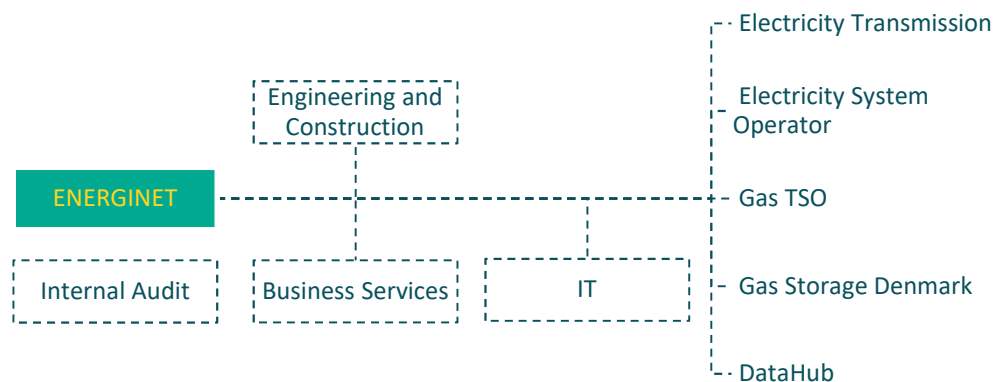 Electricity Transmission
Engineering and
Construction
Electricity System
Operator
ENERGINET
Gas TSO
Internal Audit
Business Services
IT
Gas Storage Denmark
DataHub